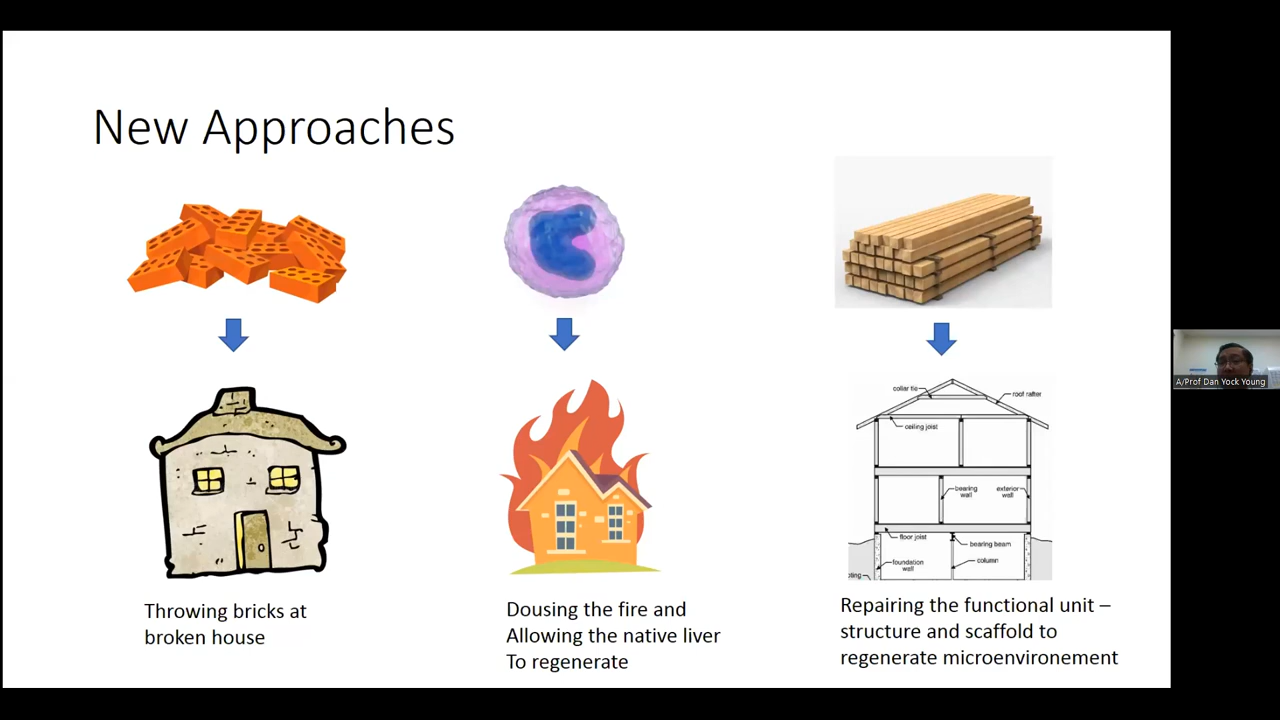 New Approaches
Throwing bricks at
broken house
Dousing the fire and
Allowing the native liver
To regenerate
collar tie
roof rafter
ceiling joist
bearing
wall
exterior
wall
floor joist
bearing beam
foundation
wall
column
ting
Repairing the functional unit –
structure and scaffold to
regenerate microenvironement
A/Prof Dan Yock Young